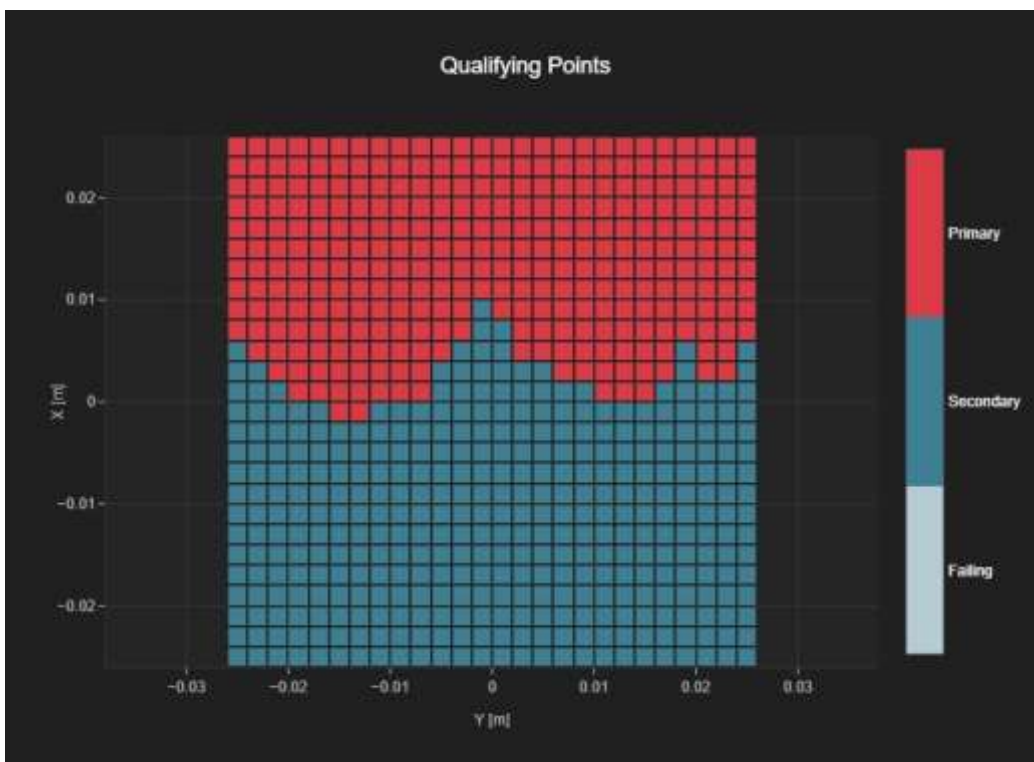 Qualifying Points
0.02
0.01
0
−0.01
−0.02
X [m]
−0.03
−0.02
−0.01
0
0.01
0.02
0.03
Y [m]
Primary
Secondary
Failing